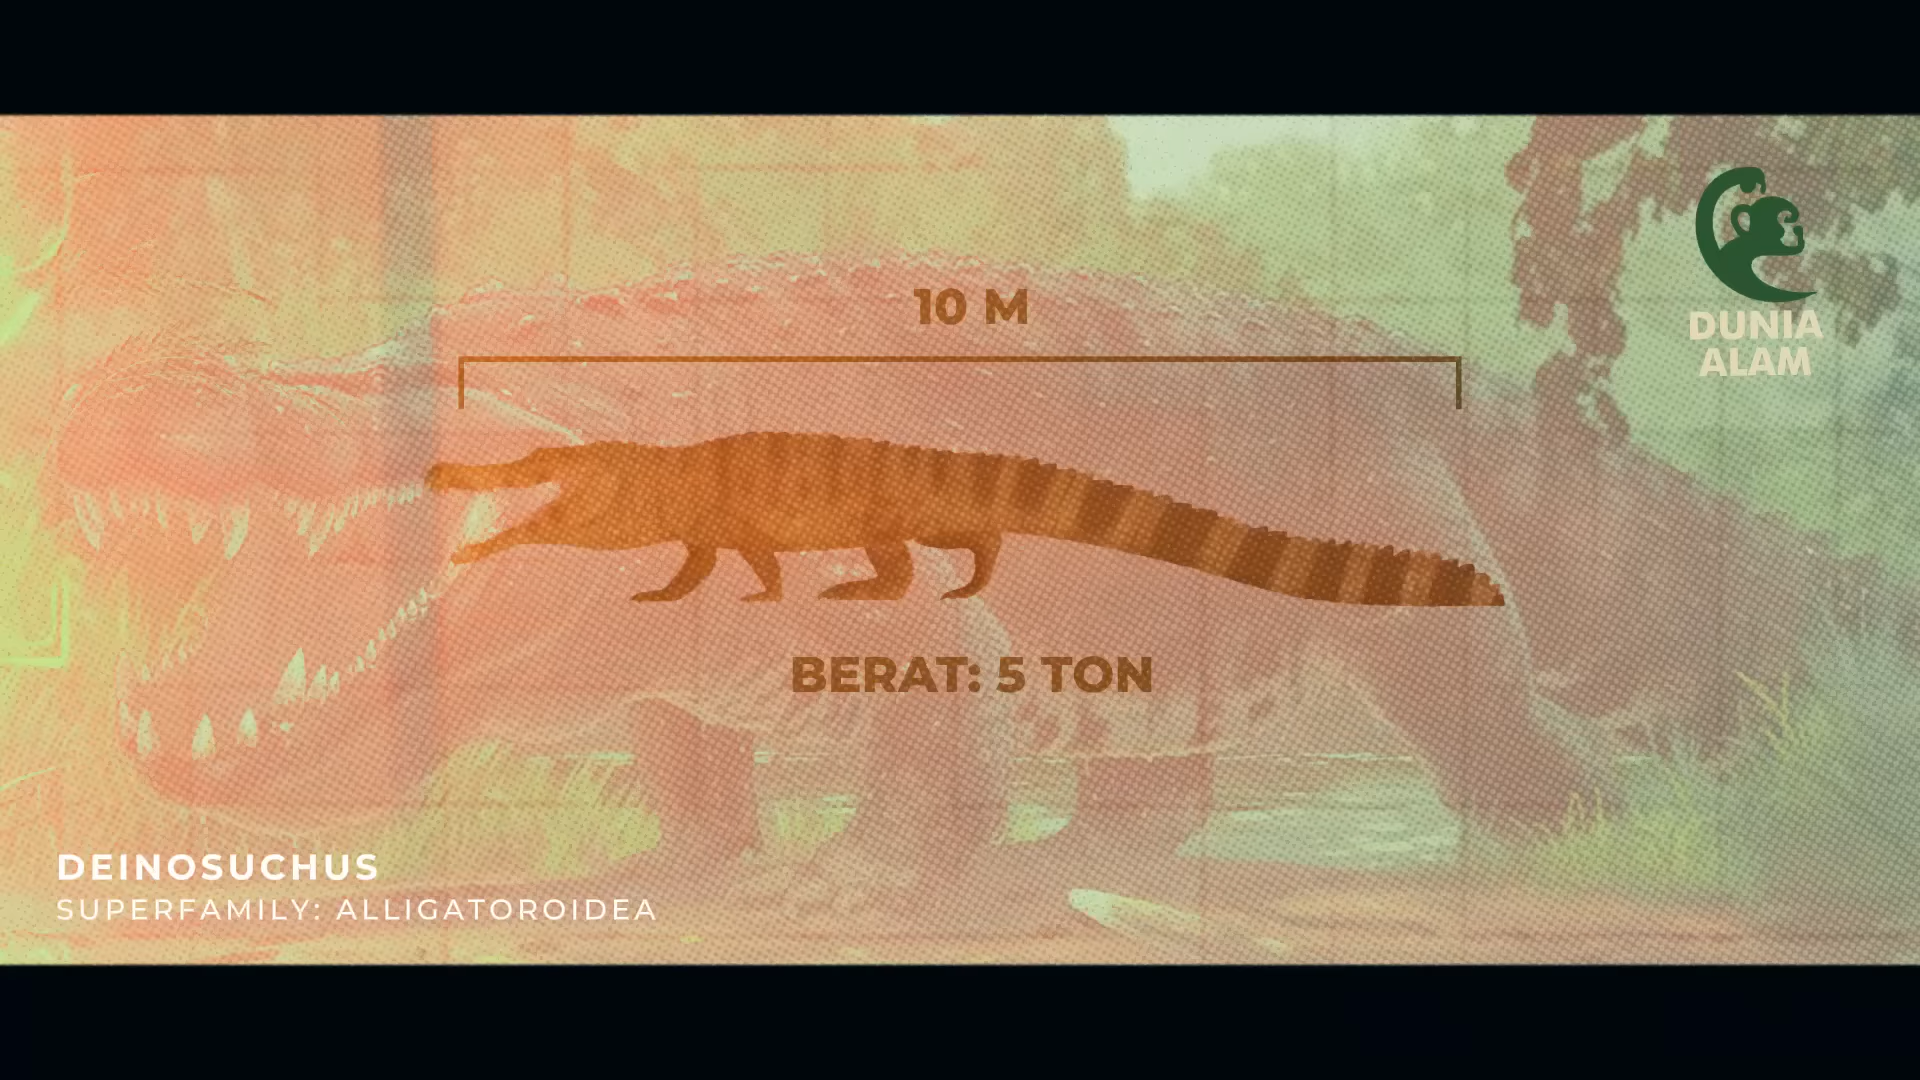 10 M
DUNIA
ALAM
BERAT: 5 TON
DEINOSUCHUS
SUPERFAMILY: ALLIGATOROIDEA